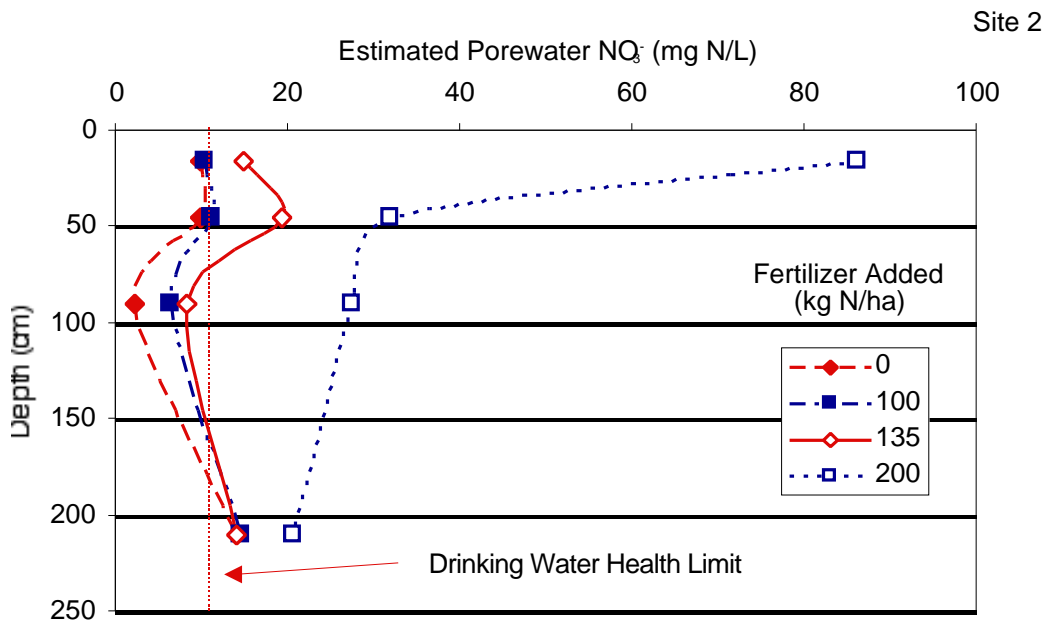 Site 2
Estimated Porewater NO3- (mg N/L)
0 20 40 60 80 100
0
50
100
150
200
250
Depth (cm)
Fertilizer Added
(kg N/ha)
0
100
135
200
Drinking Water Health Limit